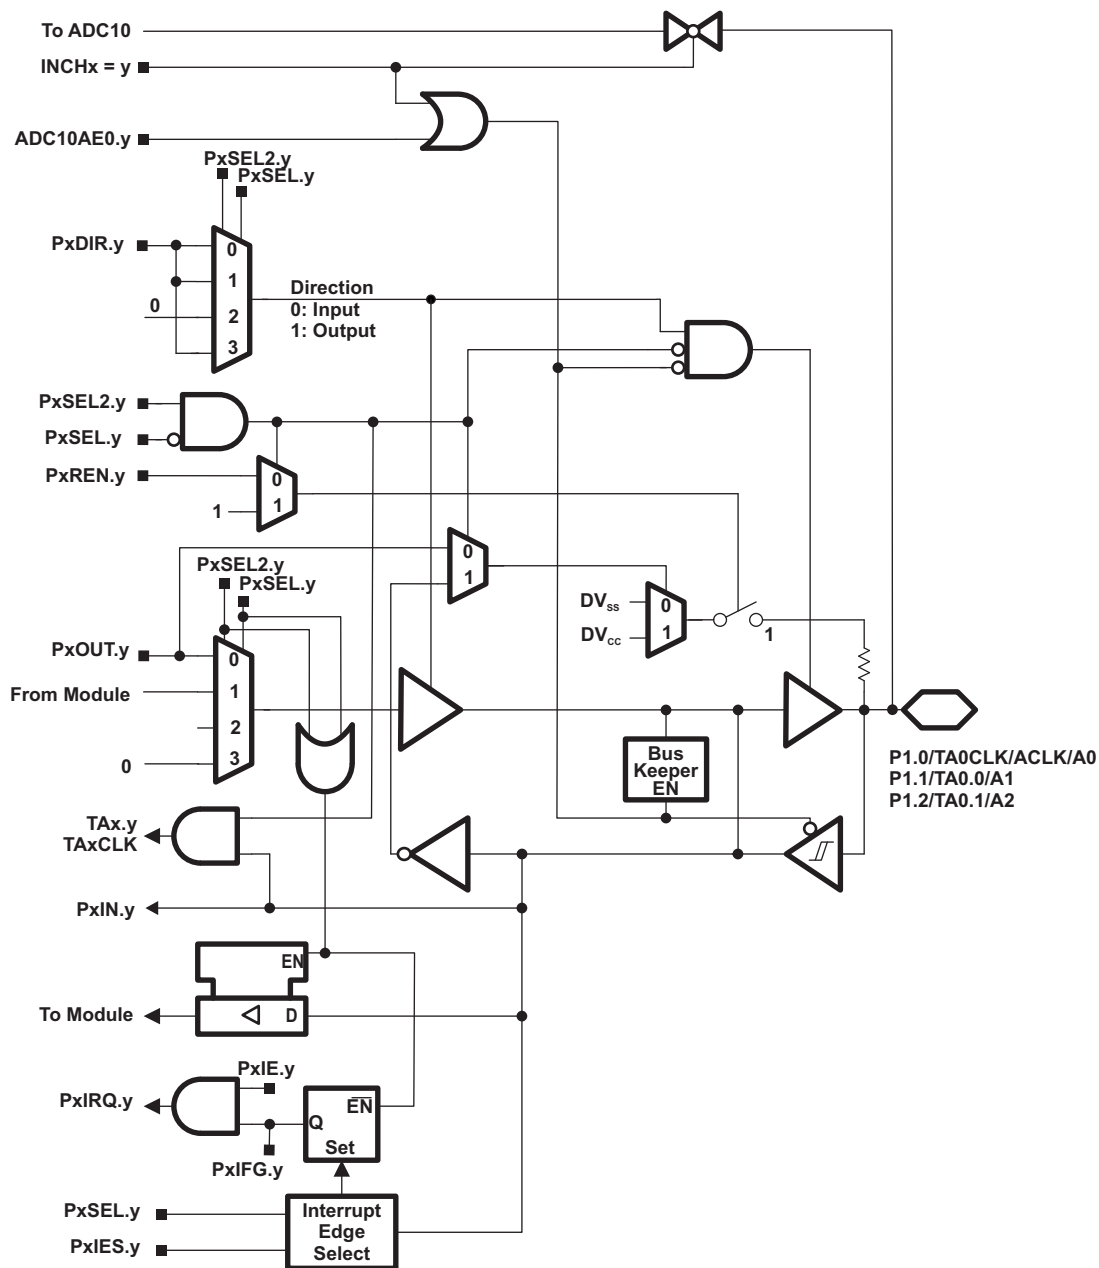 To ADC10
INCHx = y
ADC10AE0.y
PxSEL2.y
PxSEL.y
PxDIR.y
0
1
0
2
3
Direction
0: Input
1: Output
PxSEL2.y
PxSEL.y
PxREN.y
0
1
1
0
1
PxSEL2.y
PxSEL.y
DVss
0
DVcc
1
1
PxOUT.y
0
From Module
1
2
0
3
Bus
Keeper
EN
P1.0/TA0CLK/ACLK/A0
P1.1/TA0.0/A1
P1.2/TA0.1/A2
TAx.y
TAxCLK
PxIN.y
EN
To Module
D
PxIE.y
PxIRQ.y
EN
Q
Set
PxIFG.y
PxSEL.y
PxIES.y
Interrupt
Edge
Select